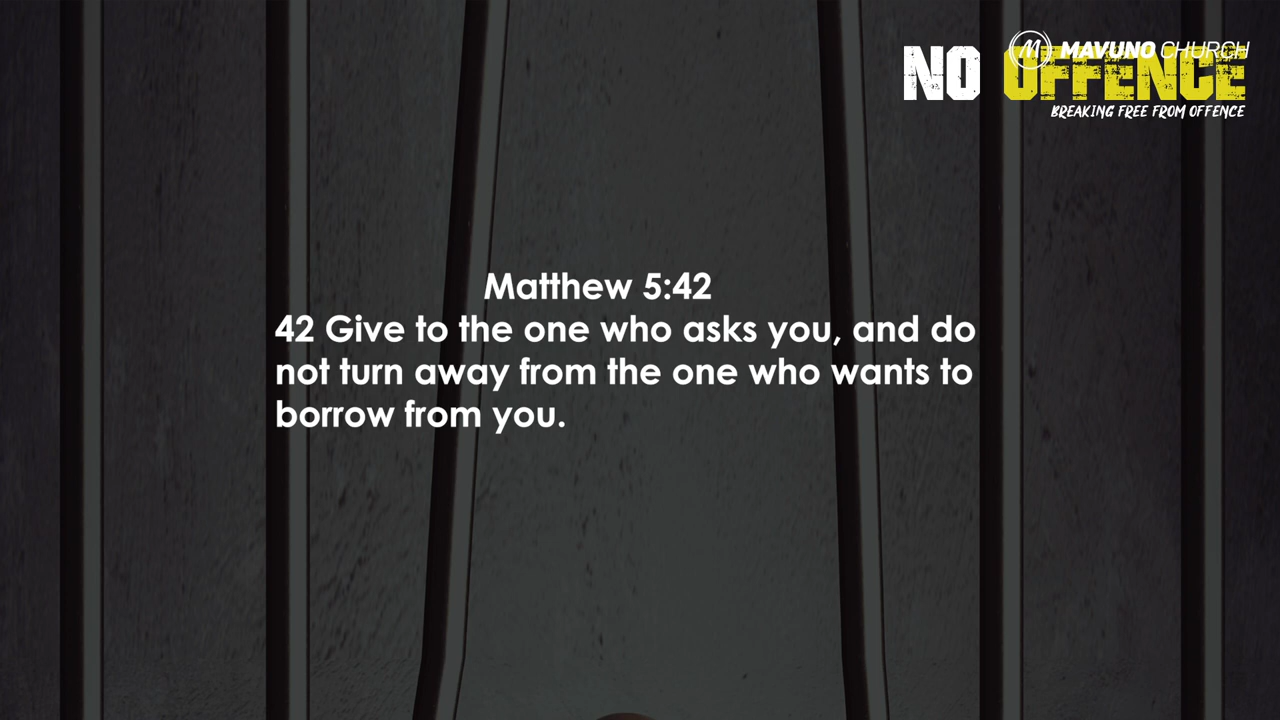 MAVUNO CHURCH
NO OFFENCE
BREAKING FREE FROM OFFENCE
Matthew 5:42
42 Give to the one who asks you, and do
not turn away from the one who wants to
borrow from you.